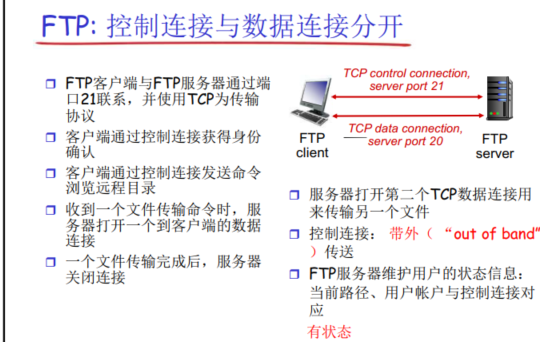 FTP: 控制连接与数据连接分开
FTP客户端与FTP服务器通过端
口21联系，并使用TCP为传输
协议
客户端通过控制连接获得身份
确认
客户端通过控制连接发送命令
浏览远程目录
收到一个文件传输命令时，服
务器打开一个到客户端的数据
连接
一个文件传输完成后，服务器
关闭连接
TCP control connection,
server port 21
TCP data connection,
server port 20
FTP
client
FTP
server
服务器打开第二个TCP数据连接用
来传输另一个文件
控制连接： 带外（ “out of band”
）传送
FTP服务器维护用户的状态信息：
当前路径、用户帐户与控制连接对
应
有状态